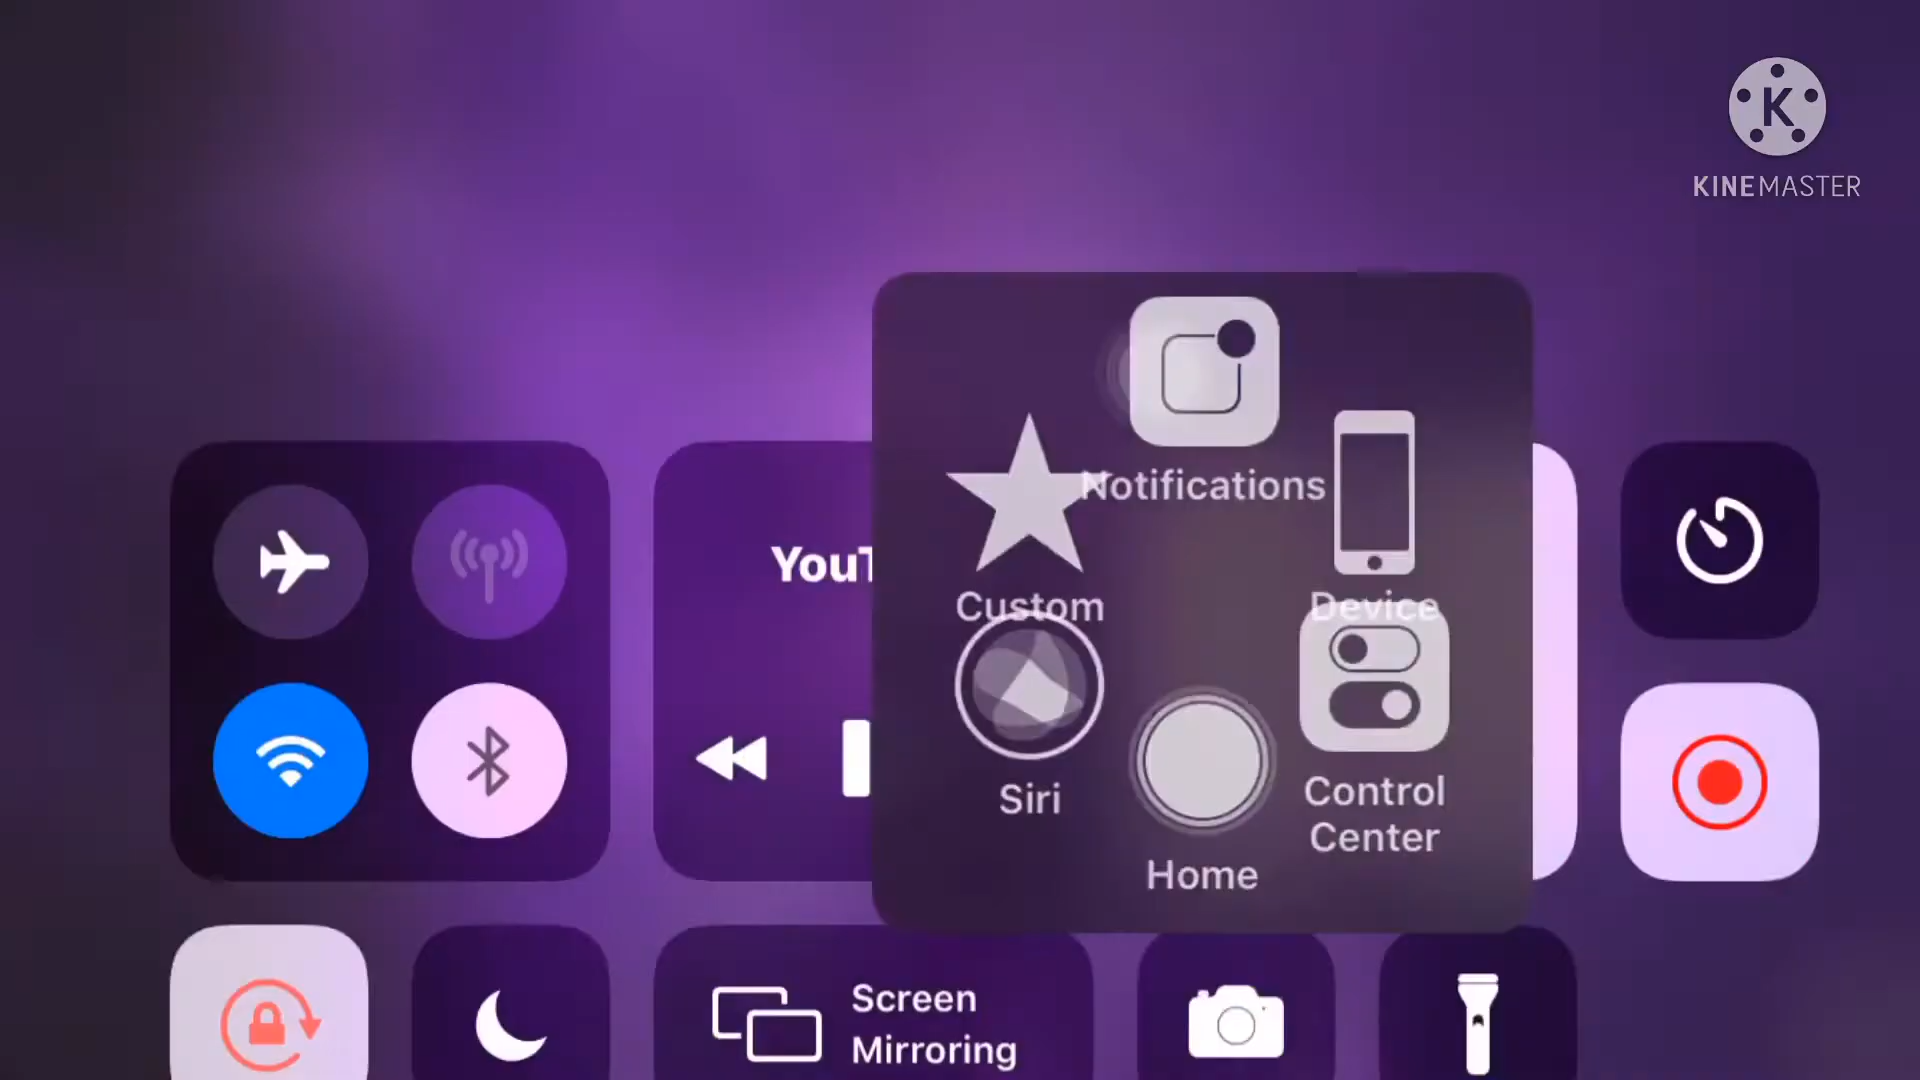 K
KINEMASTER
Notifications
YouT
Custom
Device
Siri
Control
Center
Home
Screen
Mirroring